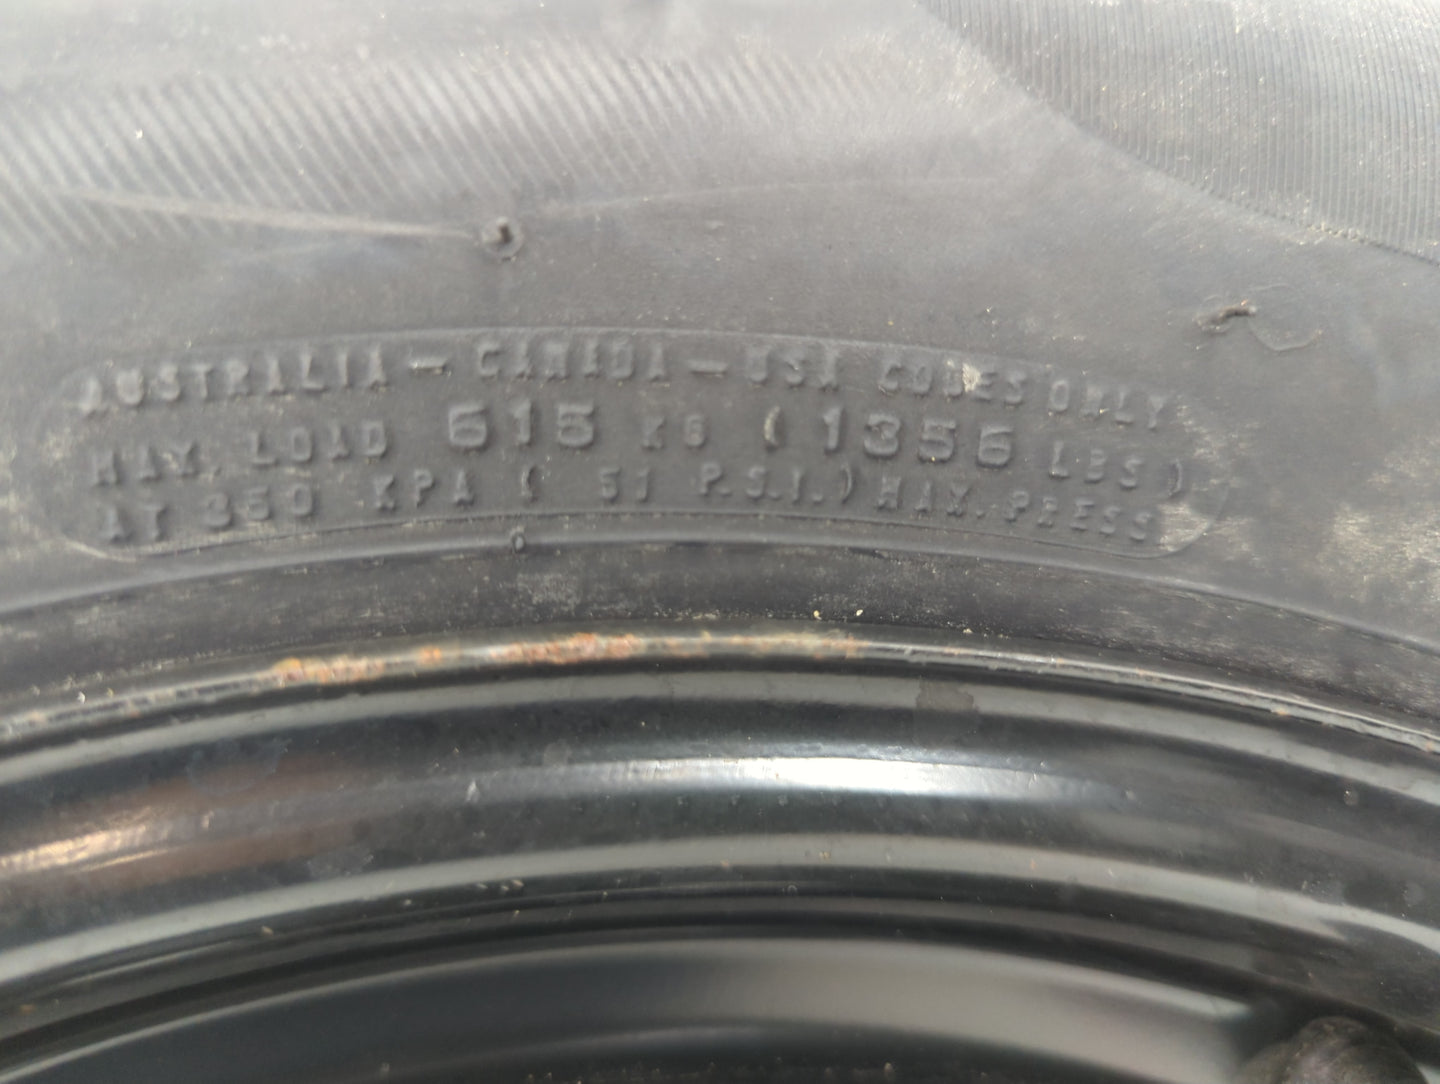 AUSTRALIA - CANADA - USA CODES ONLY
MAX. LOAD 615 KG (1356 LBS)
AT 350 KPA ( 51 P.S.I.) MAX. PRESS